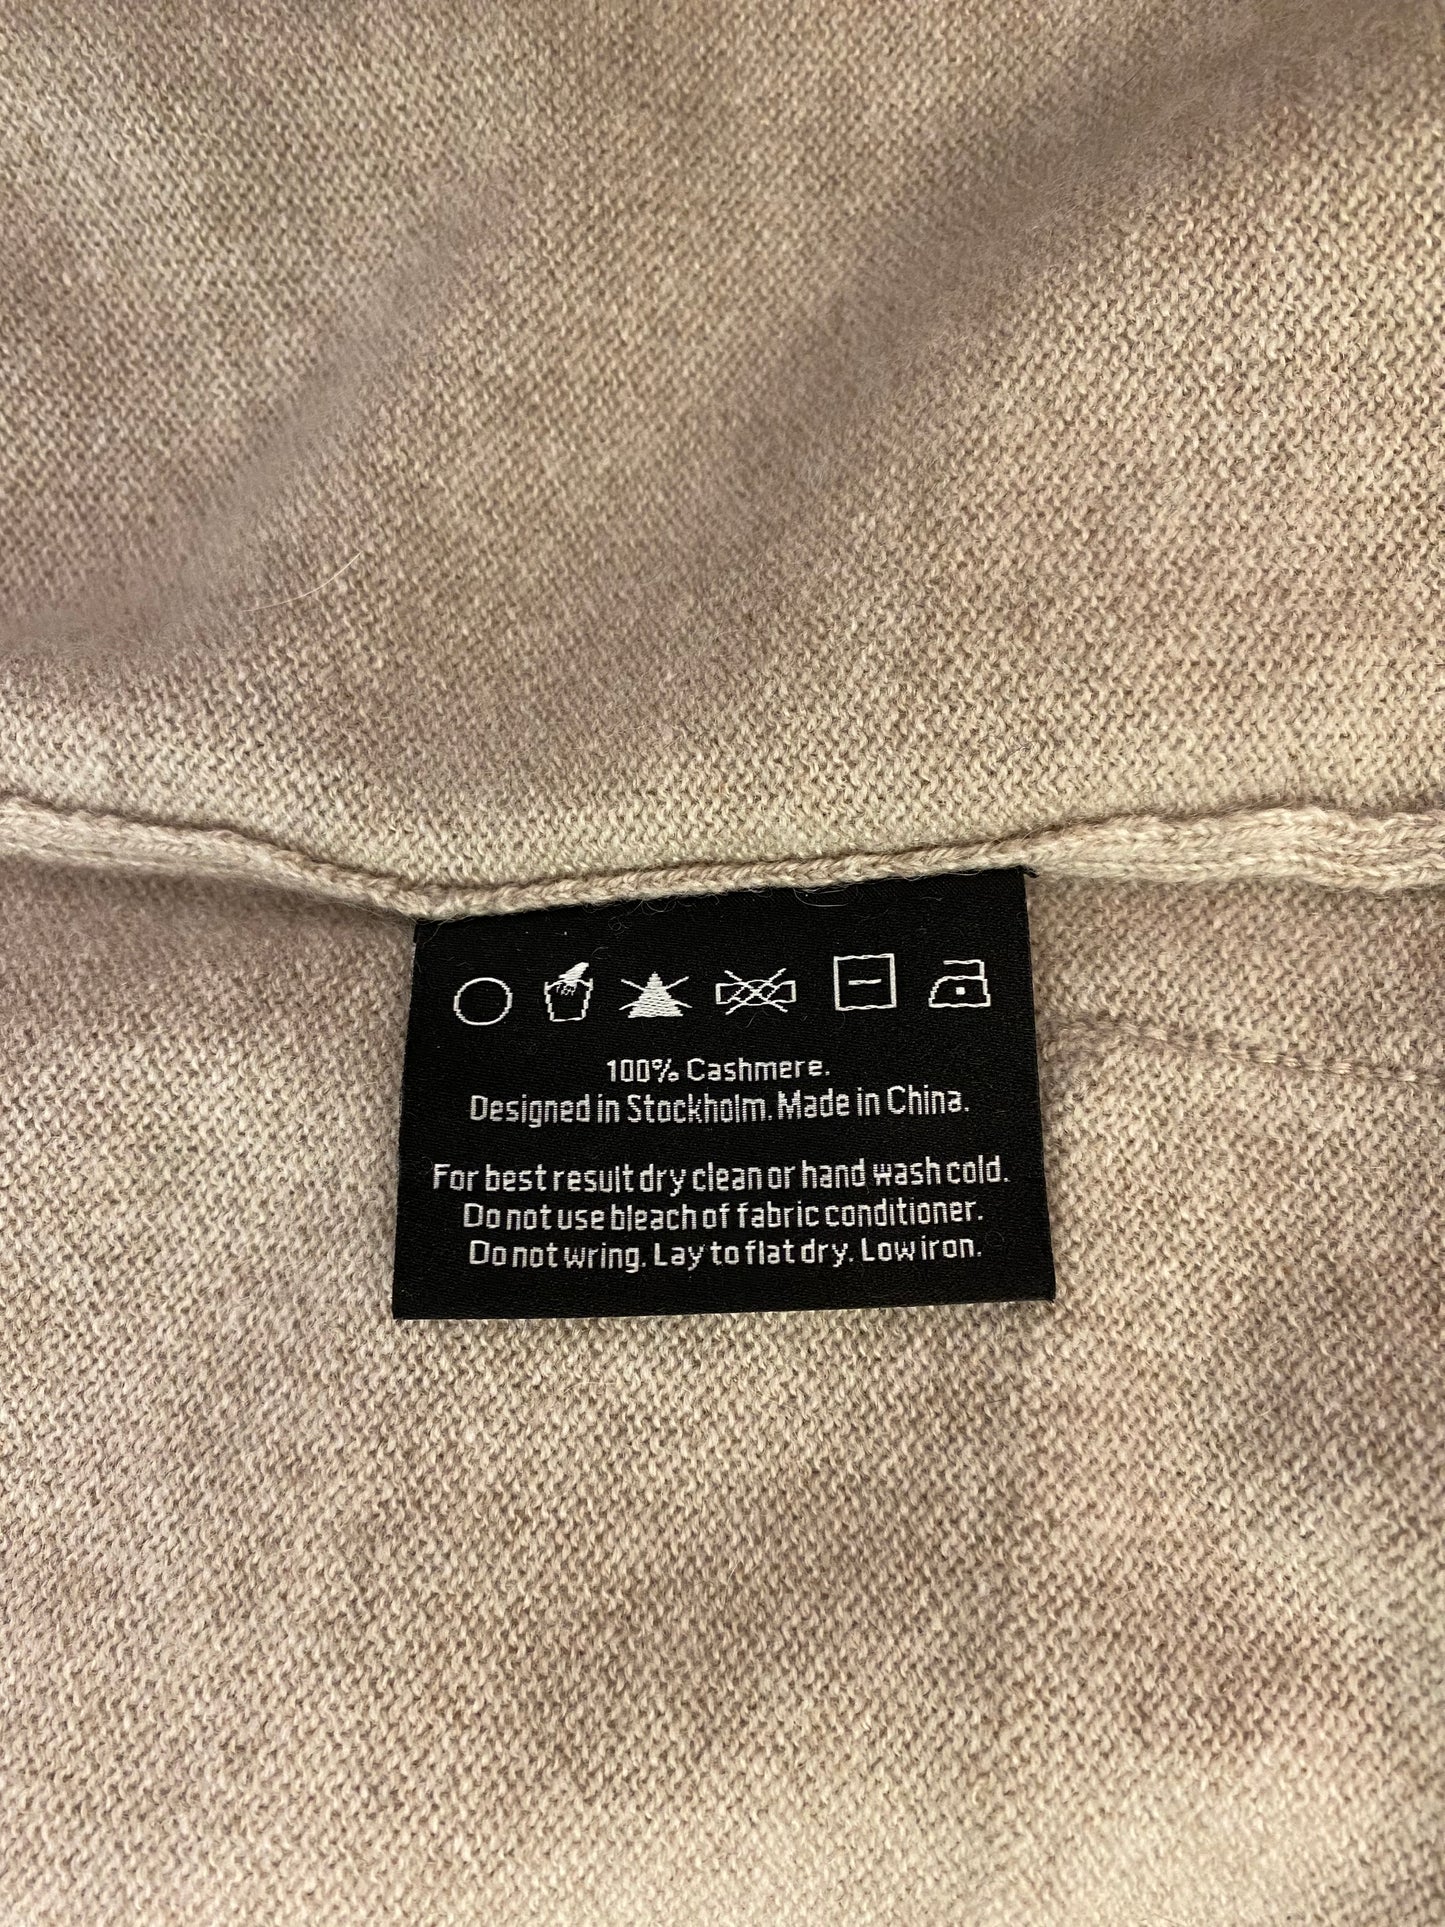 100% Cashmere.
Designed in Stockholm. Made in China.
For best result dry clean or hand wash cold.
Do not use bleach of fabric conditioner.
Do not wring. Lay to flat dry. Low iron.